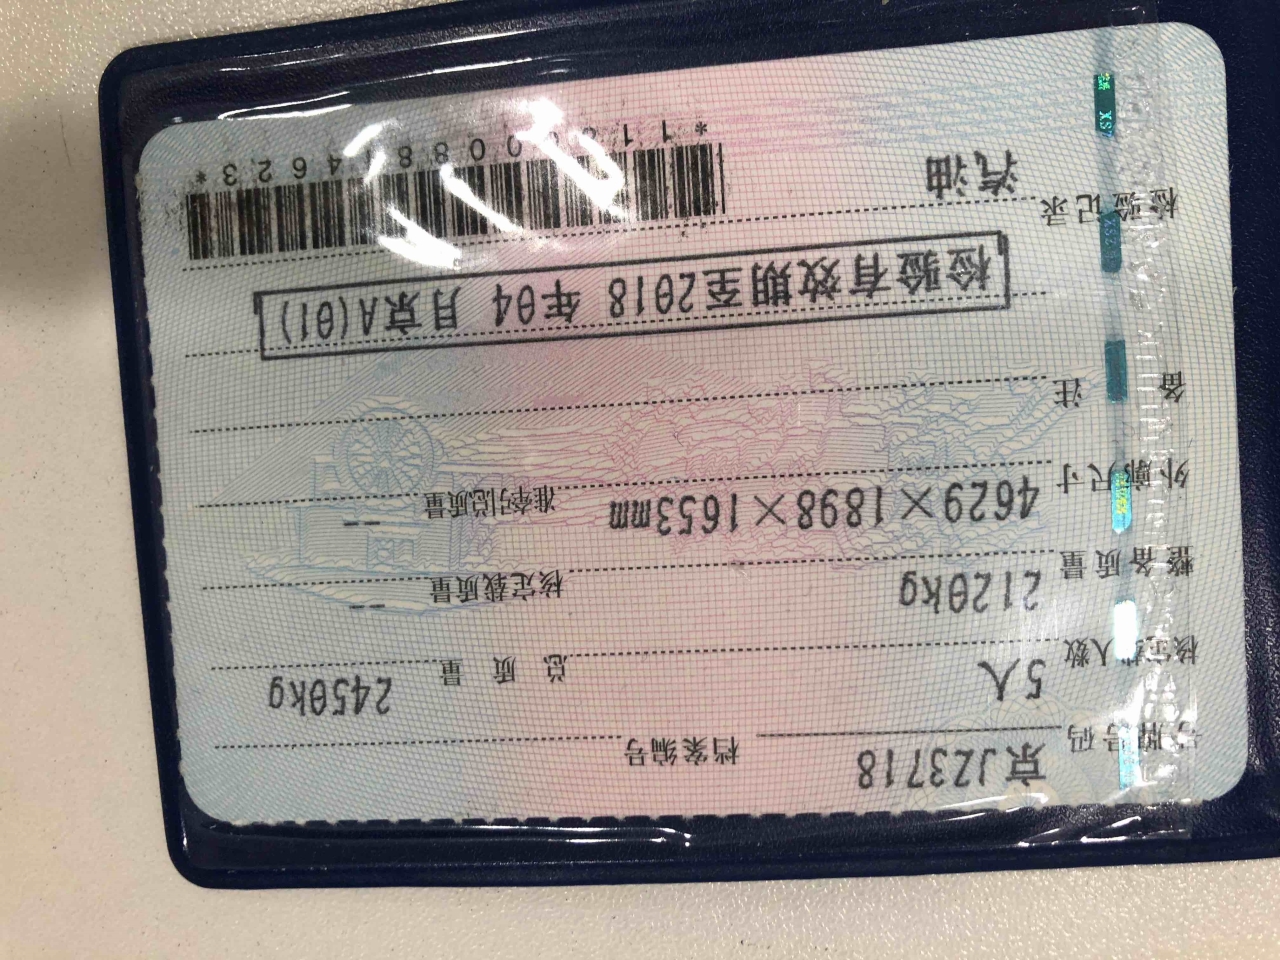 号牌号码 京JZ3718 档案编号
核定载人数 5人 总质量 2450kg
整备质量 2120kg 核定载质量 --
外廓尺寸 4629×1898×1653mm 准牵引总质量 --
备注
检验有效期至2018年04月京A(01)
检验记录
汽油